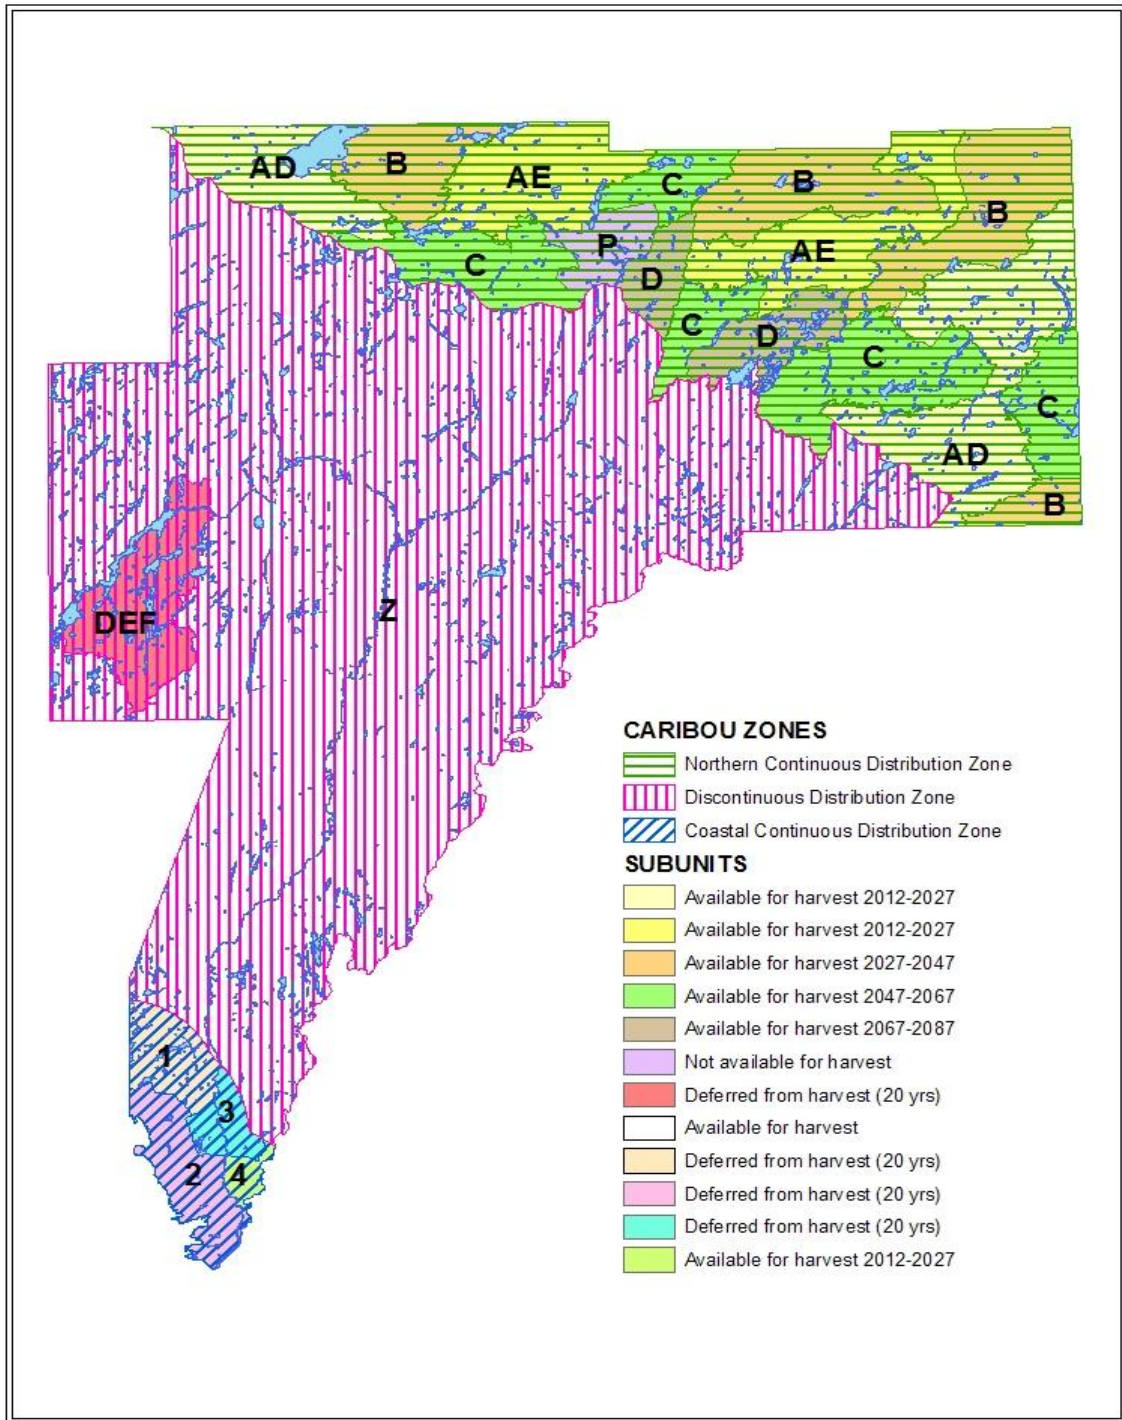 AD
B
AE
C
B
B
P
AE
C
D
C
D
C
C
AD
B
DEF
Z
CARIBOU ZONES
Northern Continuous Distribution Zone
Discontinuous Distribution Zone
Coastal Continuous Distribution Zone
SUBUNITS
Available for harvest 2012-2027
Available for harvest 2012-2027
Available for harvest 2027-2047
Available for harvest 2047-2067
Available for harvest 2067-2087
Not available for harvest
Deferred from harvest (20 yrs)
Available for harvest
Deferred from harvest (20 yrs)
Deferred from harvest (20 yrs)
Deferred from harvest (20 yrs)
Available for harvest 2012-2027
1
3
2
4